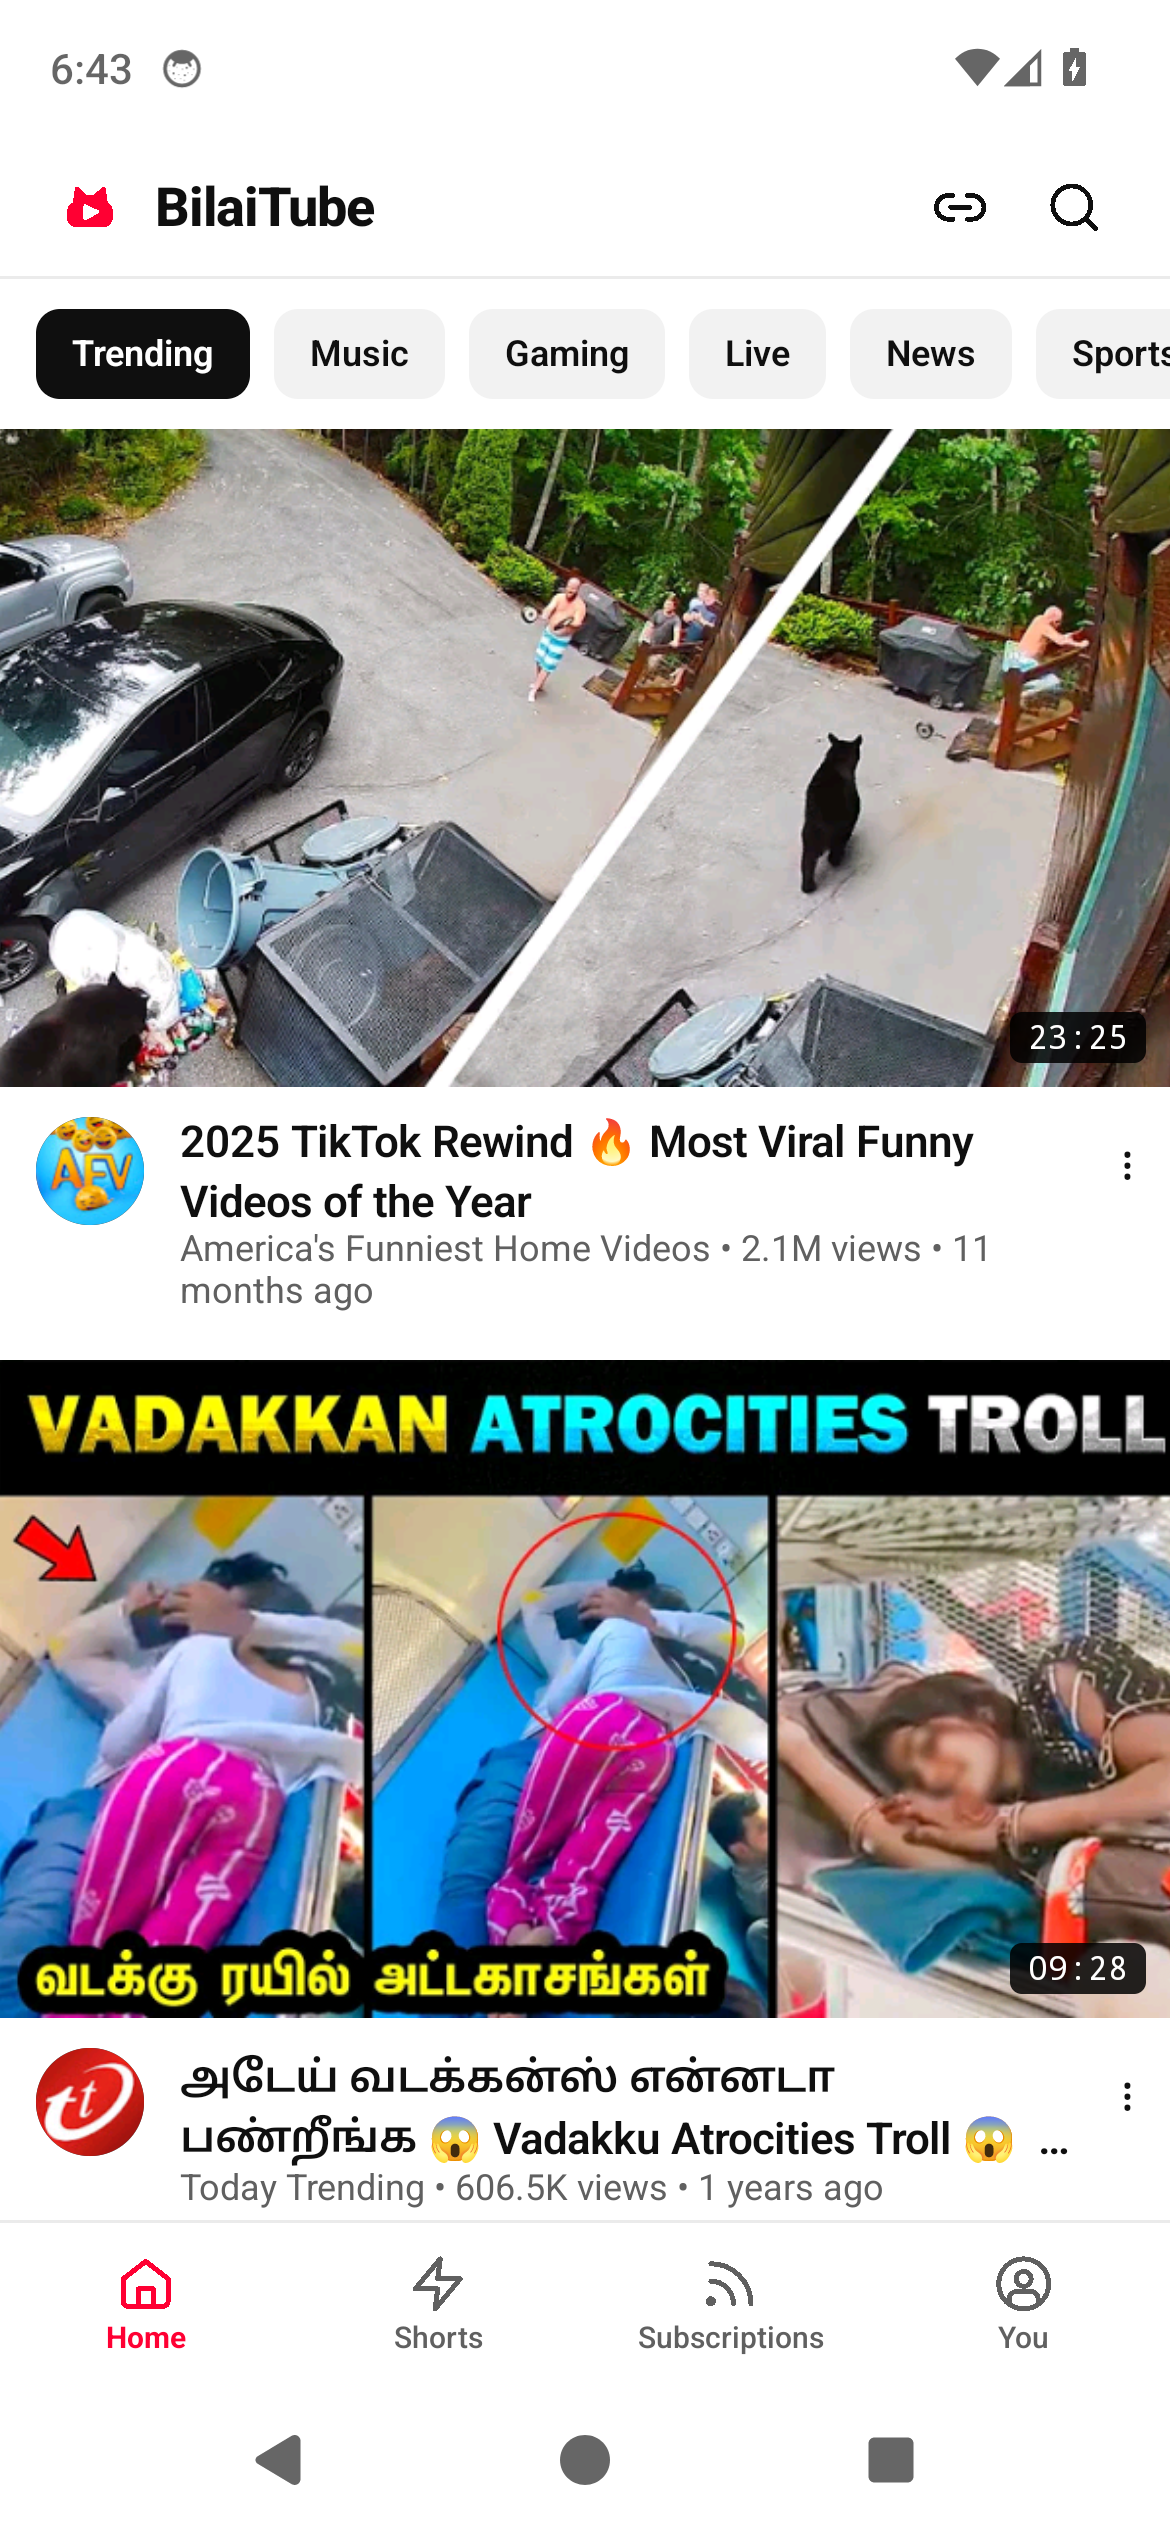 6:43
BilaiTube
Trending Music Gaming Live News Sports
23:25
AFV
2025 TikTok Rewind 🔥 Most Viral Funny
Videos of the Year
America's Funniest Home Videos • 2.1M views • 11
months ago
VADAKKAN ATROCITIES TROLL
வடக்கு ரயில் அட்டகாசங்கள்
09:28
tt
அடேய் வடக்கன்ஸ் என்னடா
பண்றீங்க 😱 Vadakku Atrocities Troll 😱 ...
Today Trending • 606.5K views • 1 years ago
Home Shorts Subscriptions You